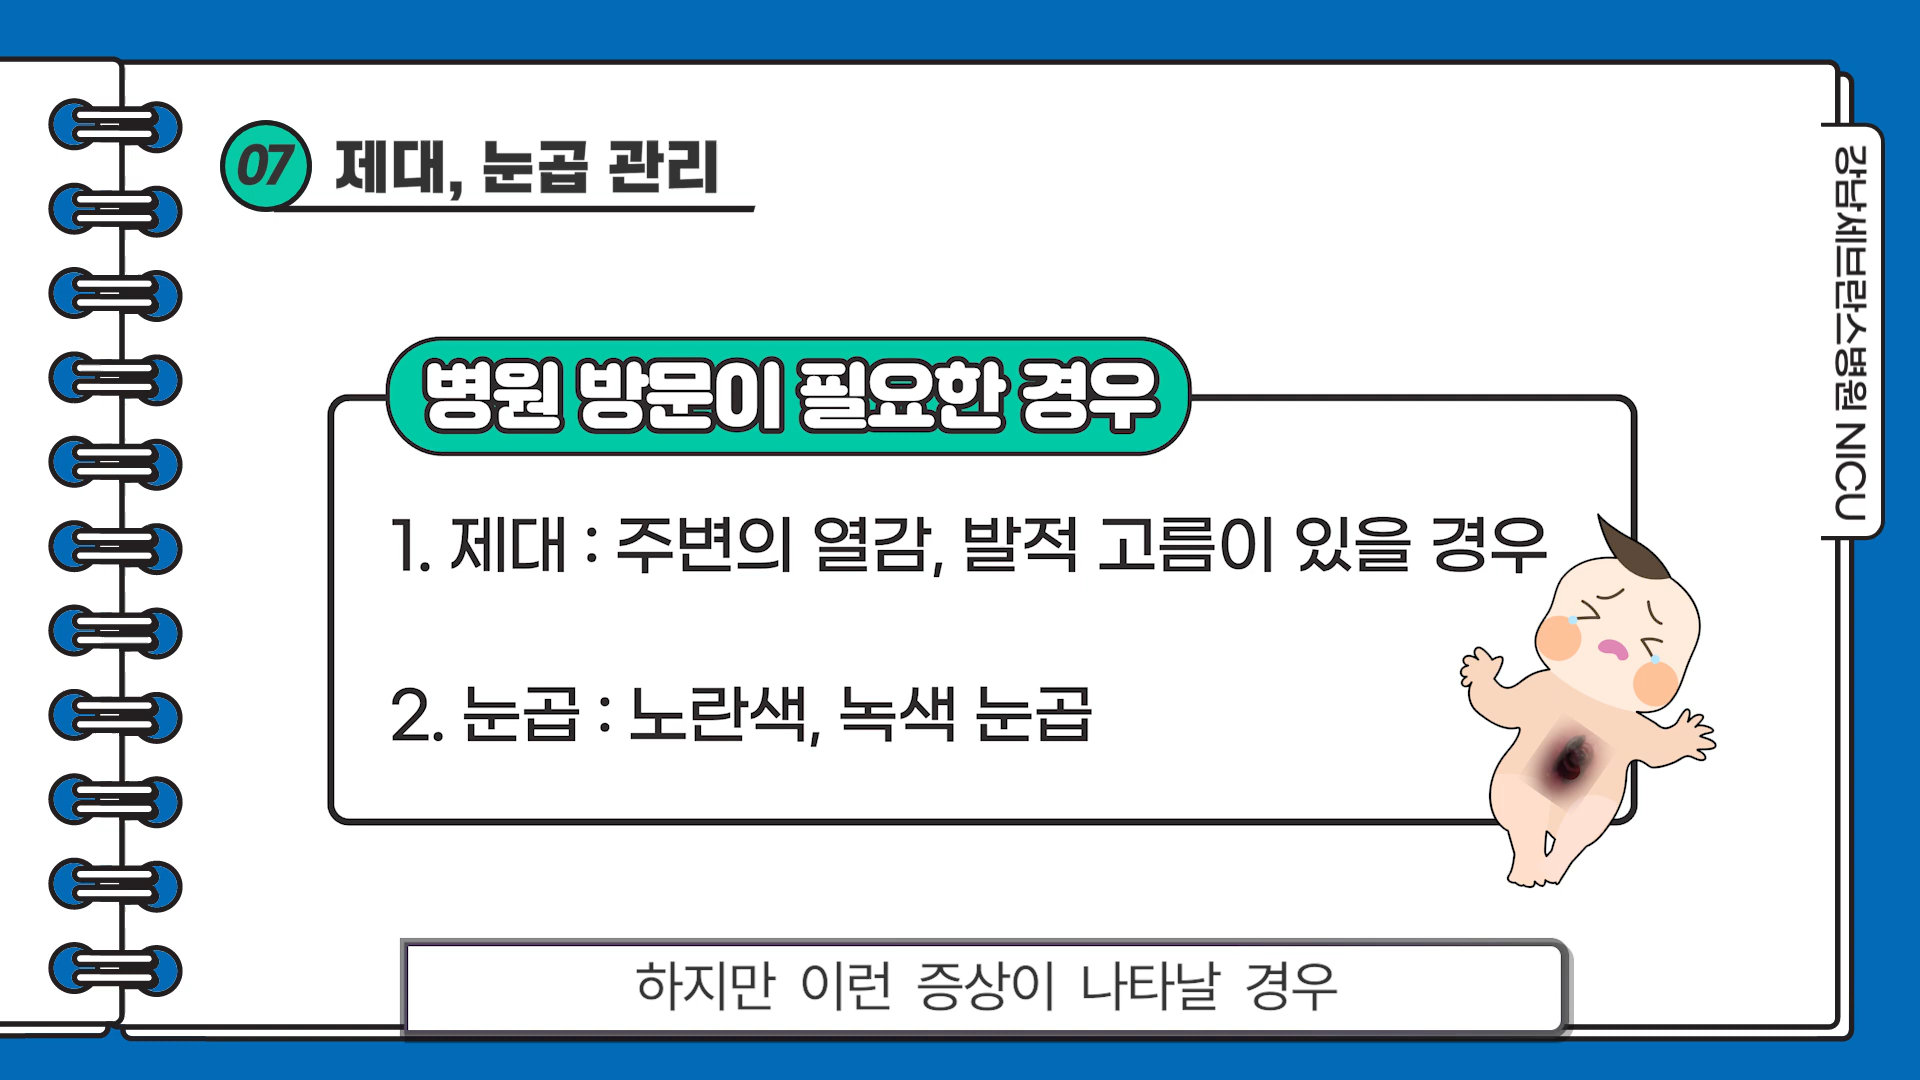 07 제대, 눈곱 관리
강남세브란스병원 NICU
병원 방문이 필요한 경우
1. 제대 : 주변의 열감, 발적 고름이 있을 경우
2. 눈곱 : 노란색, 녹색 눈곱
하지만 이런 증상이 나타날 경우